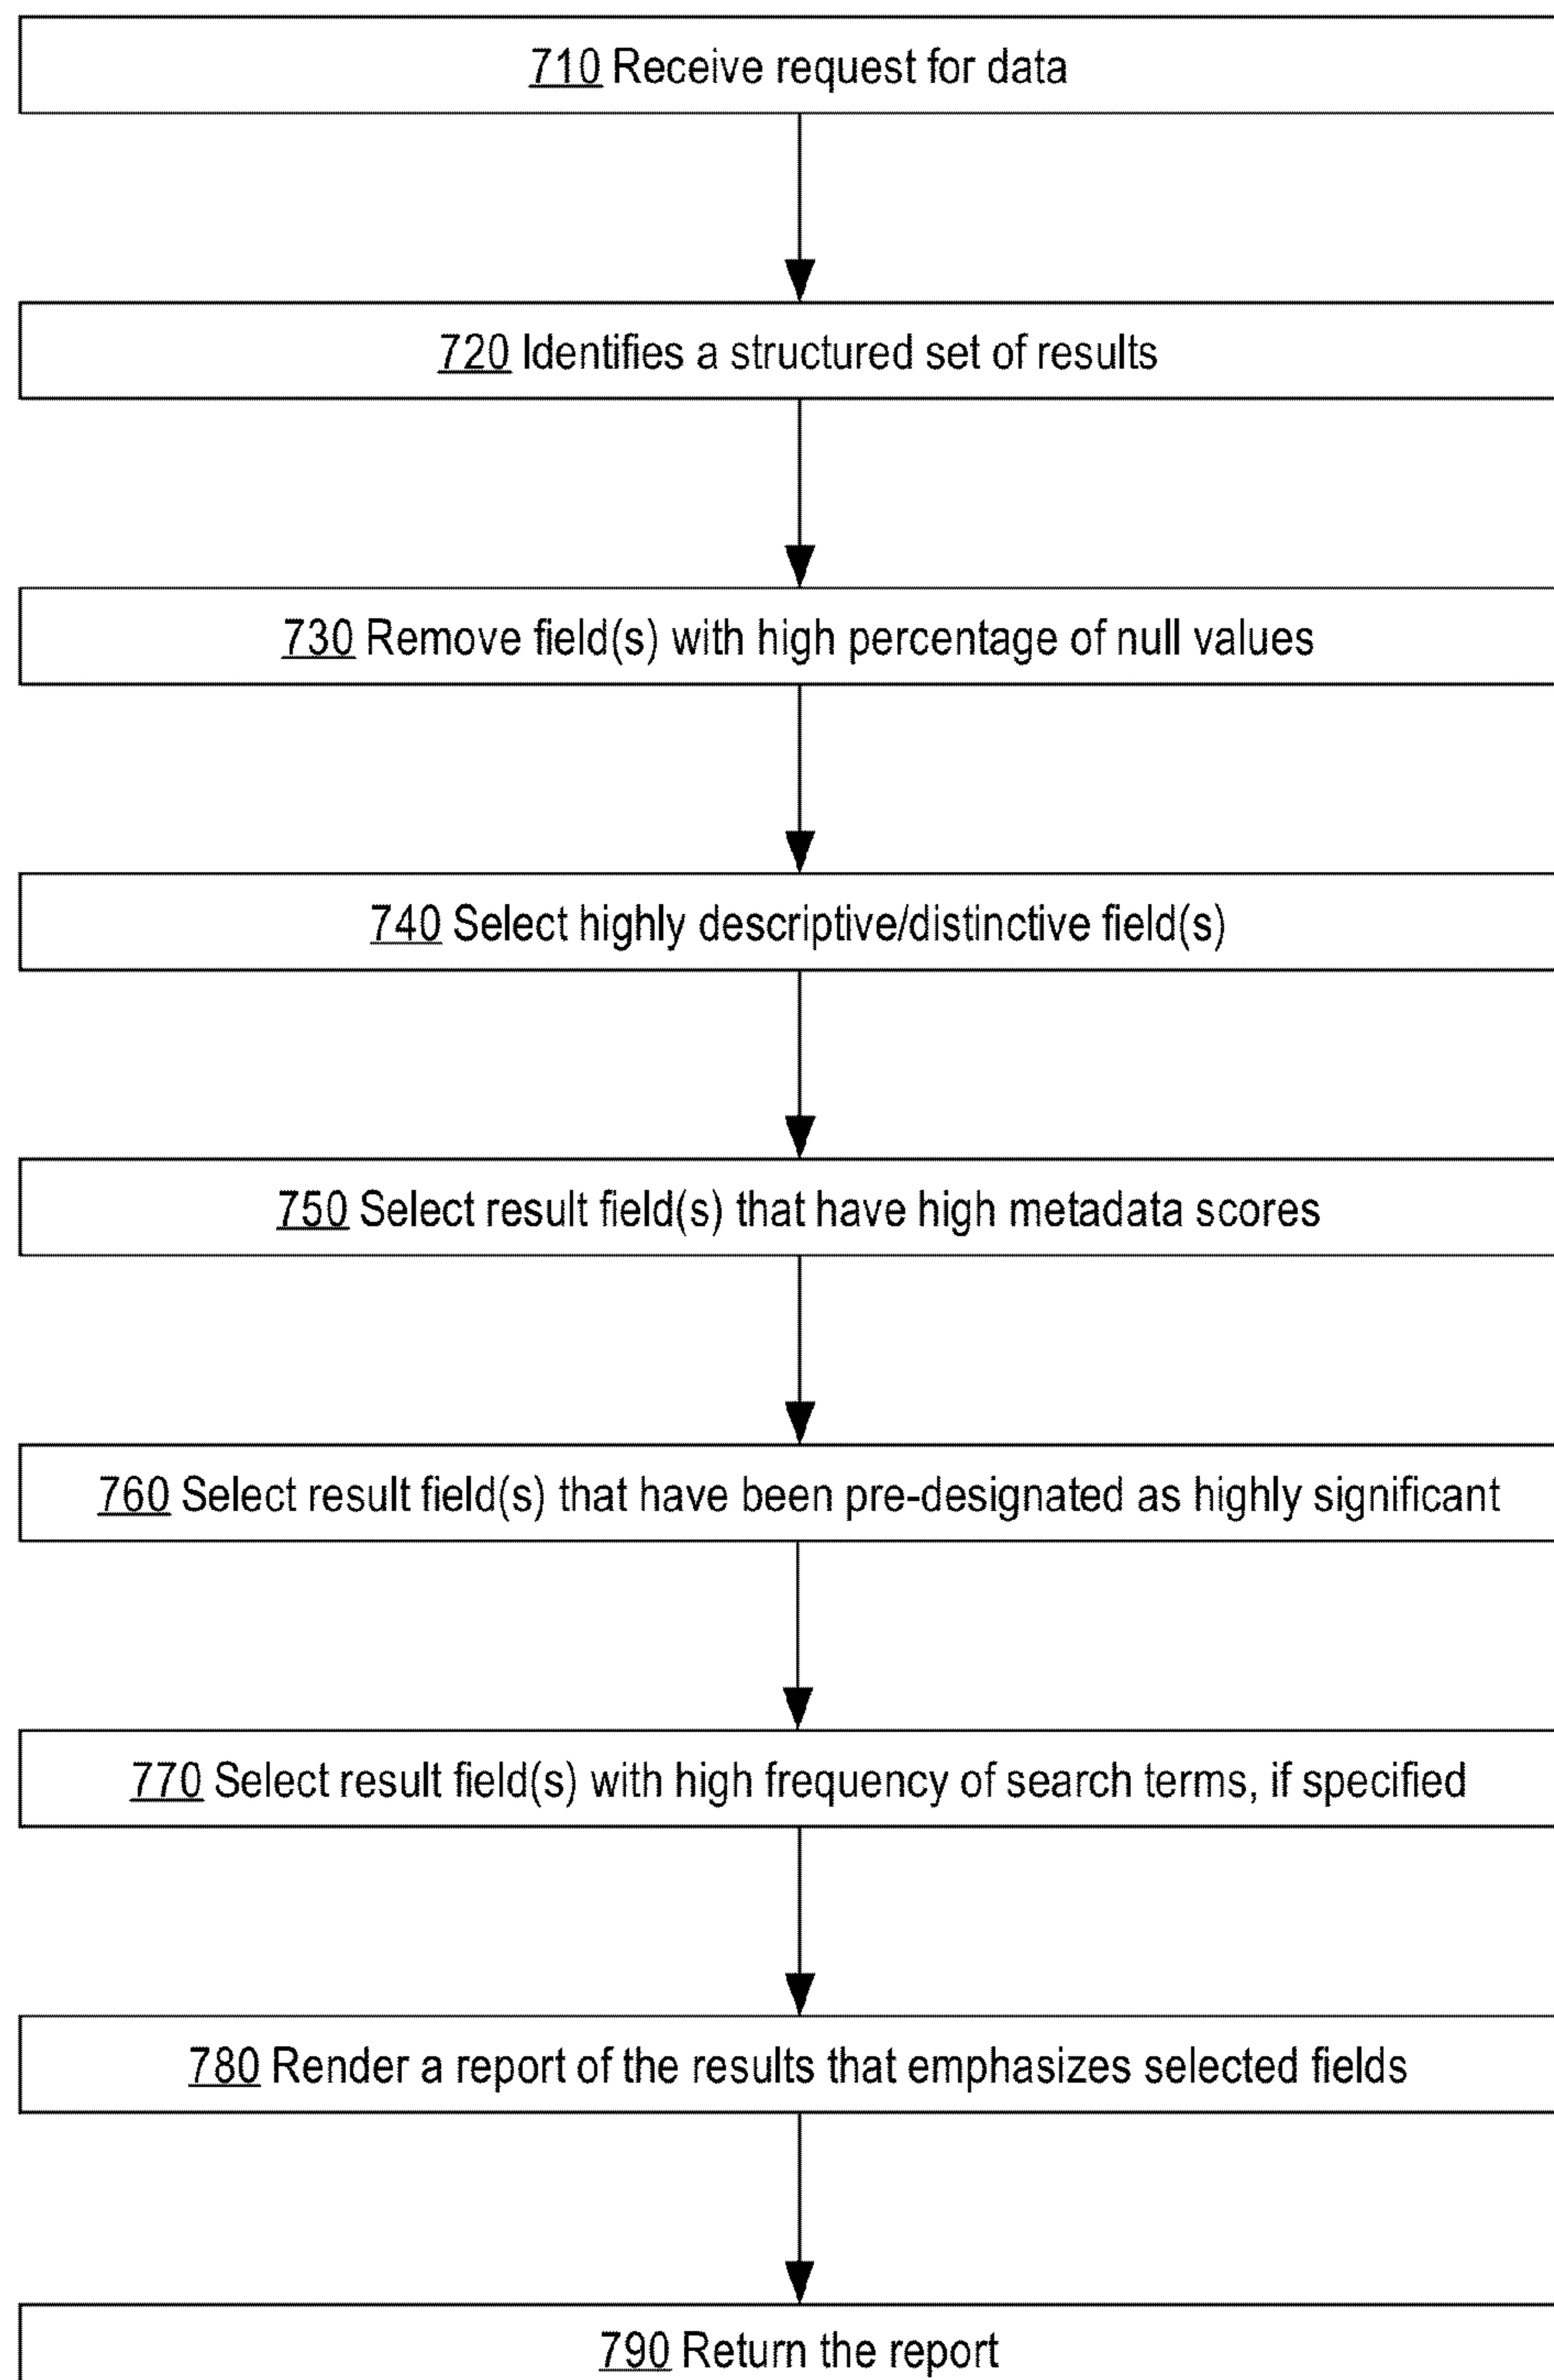 710 Receive request for data
720 Identifies a structured set of results
730 Remove field(s) with high percentage of null values
740 Select highly descriptive/distinctive field(s)
750 Select result field(s) that have high metadata scores
760 Select result field(s) that have been pre-designated as highly significant
770 Select result field(s) with high frequency of search terms, if specified
780 Render a report of the results that emphasizes selected fields
790 Return the report